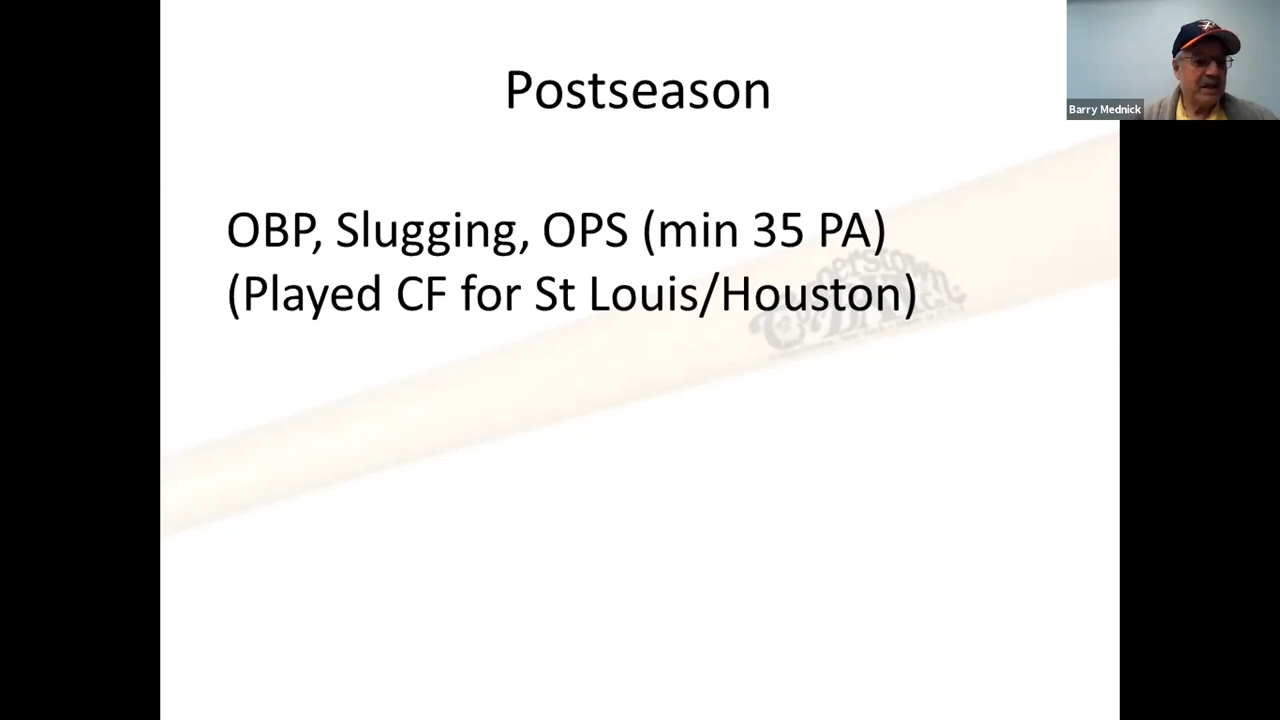 Postseason
OBP, Slugging, OPS (min 35 PA)
(Played CF for St Louis/Houston)
Barry Mednick